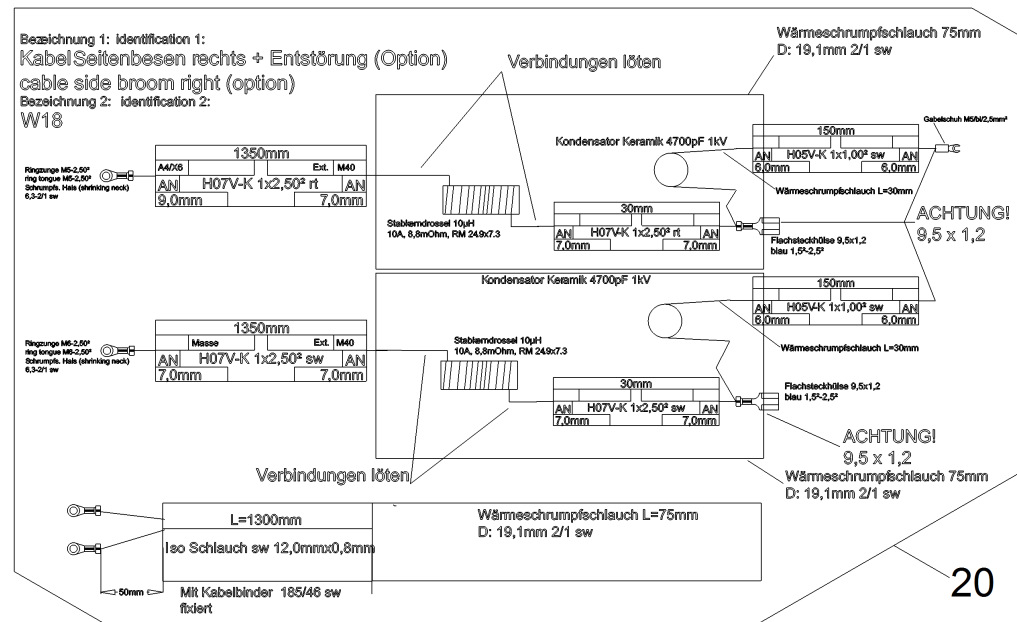 Bezeichnung 1: identification 1:
Kabel Seitenbesen rechts + Entstörung (Option)
cable side broom right (option)
Bezeichnung 2: identification 2:
W18
Verbindungen löten
Wärmeschrumpfschlauch 75mm
D: 19,1mm 2/1 sw
Ringzunge M5-2,50²
ring tongue M5-2,50²
Schrumpfs. Hals (shrinking neck)
6,3-2/1 sw
1350mm
A4/X6 Ext. M40
AN H07V-K 1x2,50² rt AN
9,0mm 7,0mm
Stabkerndrossel 10µH
10A, 8,8mOhm, RM 24.9x7.3
Kondensator Keramik 4700pF 1kV
30mm
AN H07V-K 1x2,50² rt AN
7,0mm 7,0mm
150mm
AN H05V-K 1x1,00² sw AN
6,0mm 6,0mm
Gabelschuh M5/bl/2,5mm²
Wärmeschrumpfschlauch L=30mm
ACHTUNG!
9,5 x 1,2
Flachsteckhülse 9,5x1,2
blau 1,5²-2,5²
Kondensator Keramik 4700pF 1kV
150mm
AN H05V-K 1x1,00² sw AN
6,0mm 6,0mm
Wärmeschrumpfschlauch L=30mm
Ringzunge M6-2,50²
ring tongue M6-2,50²
Schrumpfs. Hals (shrinking neck)
6,3-2/1 sw
1350mm
Masse Ext. M40
AN H07V-K 1x2,50² sw AN
7,0mm 7,0mm
Stabkerndrossel 10µH
10A, 8,8mOhm, RM 24.9x7.3
30mm
AN H07V-K 1x2,50² sw AN
7,0mm 7,0mm
Flachsteckhülse 9,5x1,2
blau 1,5²-2,5²
ACHTUNG!
9,5 x 1,2
Verbindungen löten
Wärmeschrumpfschlauch 75mm
D: 19,1mm 2/1 sw
L=1300mm
Iso Schlauch sw 12,0mmx0,8mm
Wärmeschrumpfschlauch L=75mm
D: 19,1mm 2/1 sw
50mm
Mit Kabelbinder 185/46 sw
fixiert
20